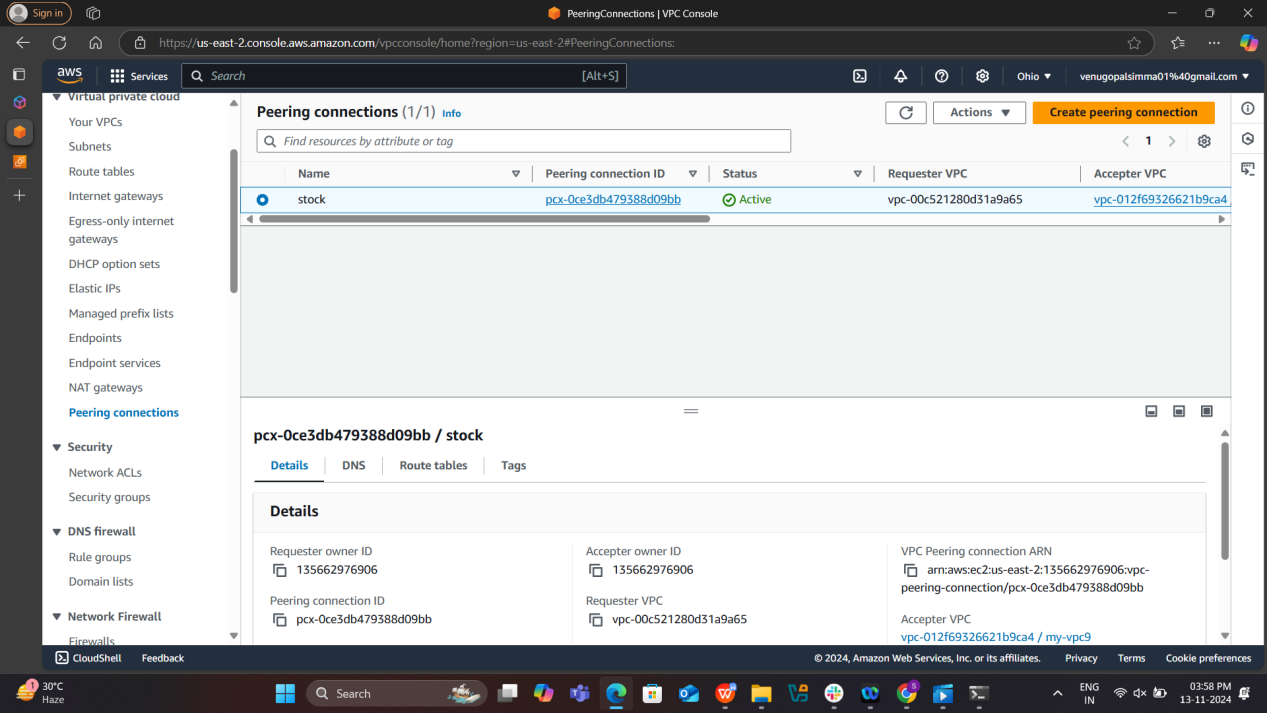 Sign in
PeeringConnections | VPC Console
https://us-east-2.console.aws.amazon.com/vpcconsole/home?region=us-east-2#PeeringConnections:
aws
Services
Search
[Alt+S]
Ohio
venugopalsimma01%40gmail.com
Virtual private cloud
Your VPCs
Subnets
Route tables
Internet gateways
Egress-only internet
gateways
DHCP option sets
Elastic IPs
Managed prefix lists
Endpoints
Endpoint services
NAT gateways
Peering connections
Security
Network ACLs
Security groups
DNS firewall
Rule groups
Domain lists
Network Firewall
Firewalls
Peering connections (1/1) Info
Actions
Create peering connection
Find resources by attribute or tag
1
Name
Peering connection ID
Status
Requester VPC
Accepter VPC
stock
pcx-0ce3db479388d09bb
Active
vpc-00c521280d31a9a65
vpc-012f69326621b9ca4 /
pcx-0ce3db479388d09bb / stock
Details
DNS
Route tables
Tags
Details
Requester owner ID
135662976906
Peering connection ID
pcx-0ce3db479388d09bb
Accepter owner ID
135662976906
Requester VPC
vpc-00c521280d31a9a65
VPC Peering connection ARN
arn:aws:ec2:us-east-2:135662976906:vpc-
peering-connection/pcx-0ce3db479388d09bb
Accepter VPC
vpc-012f69326621b9ca4 / my-vpc9
CloudShell
Feedback
© 2024, Amazon Web Services, Inc. or its affiliates.
Privacy
Terms
Cookie preferences
1
30°C
Haze
Search
S
ENG
IN
03:58 PM
13-11-2024